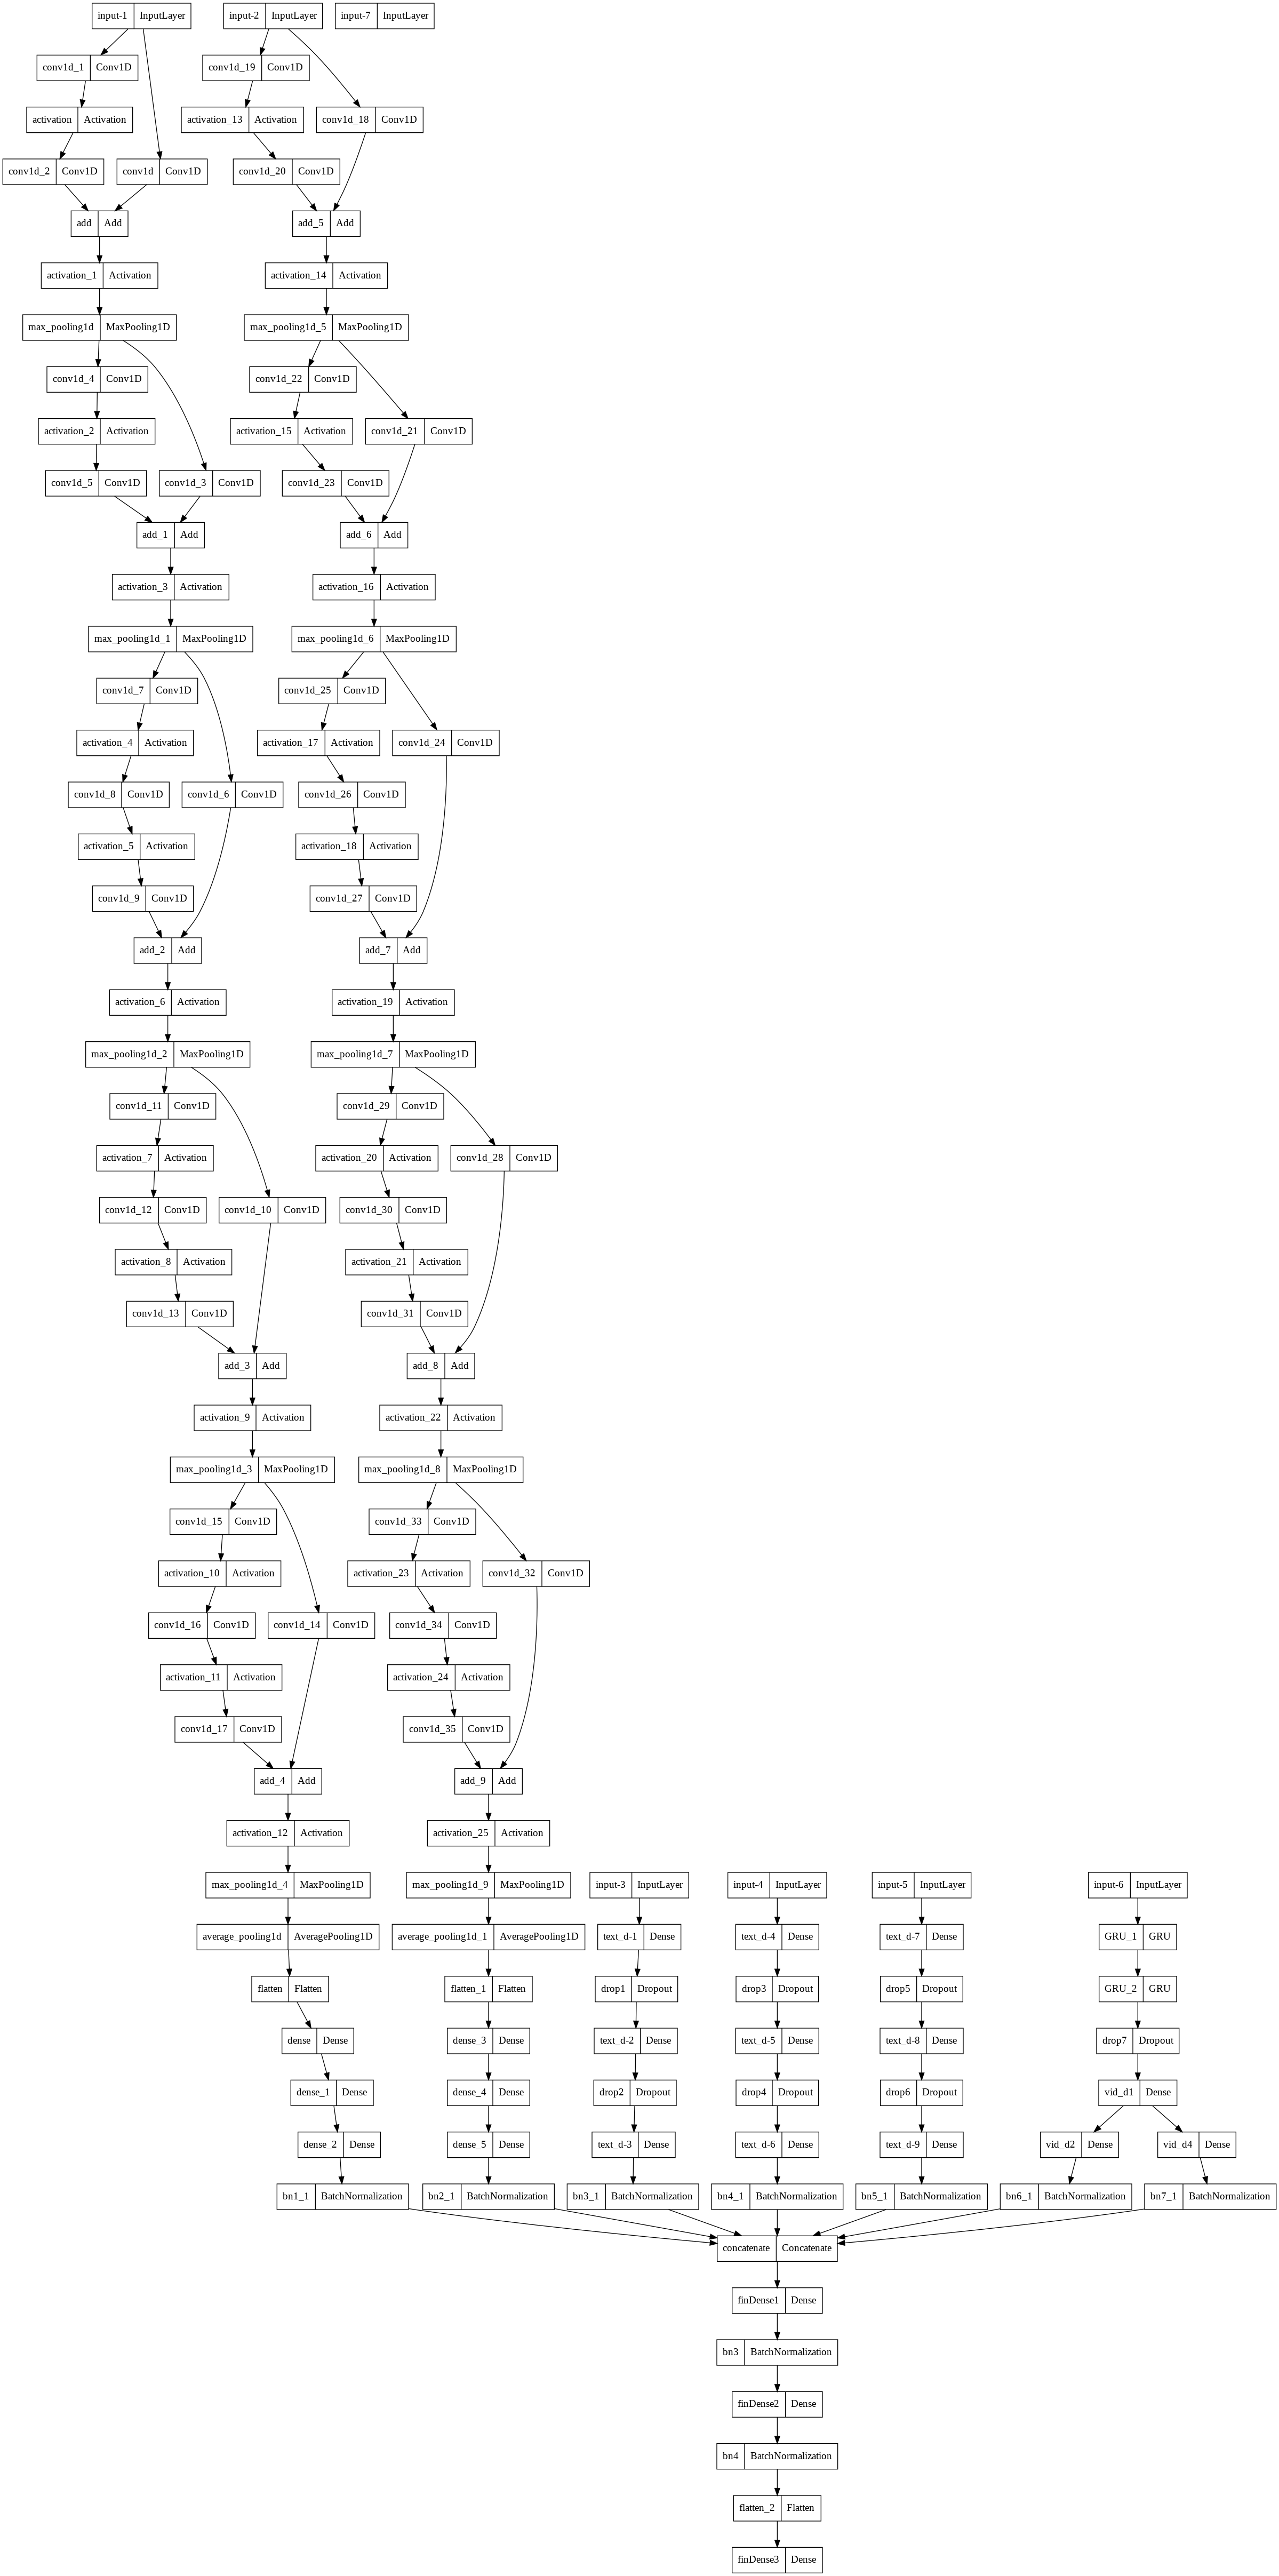 input-1 InputLayer
input-2 InputLayer
input-7 InputLayer
conv1d_1 Conv1D
conv1d_19 Conv1D
activation Activation
activation_13 Activation
conv1d_18 Conv1D
conv1d_2 Conv1D
conv1d Conv1D
conv1d_20 Conv1D
add Add
add_5 Add
activation_1 Activation
activation_14 Activation
max_pooling1d MaxPooling1D
max_pooling1d_5 MaxPooling1D
conv1d_4 Conv1D
conv1d_22 Conv1D
activation_2 Activation
activation_15 Activation
conv1d_21 Conv1D
conv1d_5 Conv1D
conv1d_3 Conv1D
conv1d_23 Conv1D
add_1 Add
add_6 Add
activation_3 Activation
activation_16 Activation
max_pooling1d_1 MaxPooling1D
max_pooling1d_6 MaxPooling1D
conv1d_7 Conv1D
conv1d_25 Conv1D
activation_4 Activation
activation_17 Activation
conv1d_24 Conv1D
conv1d_8 Conv1D
conv1d_6 Conv1D
conv1d_26 Conv1D
activation_5 Activation
activation_18 Activation
conv1d_9 Conv1D
conv1d_27 Conv1D
add_2 Add
add_7 Add
activation_6 Activation
activation_19 Activation
max_pooling1d_2 MaxPooling1D
max_pooling1d_7 MaxPooling1D
conv1d_11 Conv1D
conv1d_29 Conv1D
activation_7 Activation
activation_20 Activation
conv1d_28 Conv1D
conv1d_12 Conv1D
conv1d_10 Conv1D
conv1d_30 Conv1D
activation_8 Activation
activation_21 Activation
conv1d_13 Conv1D
conv1d_31 Conv1D
add_3 Add
add_8 Add
activation_9 Activation
activation_22 Activation
max_pooling1d_3 MaxPooling1D
max_pooling1d_8 MaxPooling1D
conv1d_15 Conv1D
conv1d_33 Conv1D
activation_10 Activation
activation_23 Activation
conv1d_32 Conv1D
conv1d_16 Conv1D
conv1d_14 Conv1D
conv1d_34 Conv1D
activation_11 Activation
activation_24 Activation
conv1d_17 Conv1D
conv1d_35 Conv1D
add_4 Add
add_9 Add
activation_12 Activation
activation_25 Activation
max_pooling1d_4 MaxPooling1D
max_pooling1d_9 MaxPooling1D
input-3 InputLayer
input-4 InputLayer
input-5 InputLayer
input-6 InputLayer
average_pooling1d AveragePooling1D
average_pooling1d_1 AveragePooling1D
text_d-1 Dense
text_d-4 Dense
text_d-7 Dense
GRU_1 GRU
flatten Flatten
flatten_1 Flatten
drop1 Dropout
drop3 Dropout
drop5 Dropout
GRU_2 GRU
dense Dense
dense_3 Dense
text_d-2 Dense
text_d-5 Dense
text_d-8 Dense
drop7 Dropout
dense_1 Dense
dense_4 Dense
drop2 Dropout
drop4 Dropout
drop6 Dropout
vid_d1 Dense
dense_2 Dense
dense_5 Dense
text_d-3 Dense
text_d-6 Dense
text_d-9 Dense
vid_d2 Dense
vid_d4 Dense
bn1_1 BatchNormalization
bn2_1 BatchNormalization
bn3_1 BatchNormalization
bn4_1 BatchNormalization
bn5_1 BatchNormalization
bn6_1 BatchNormalization
bn7_1 BatchNormalization
concatenate Concatenate
finDense1 Dense
bn3 BatchNormalization
finDense2 Dense
bn4 BatchNormalization
flatten_2 Flatten
finDense3 Dense